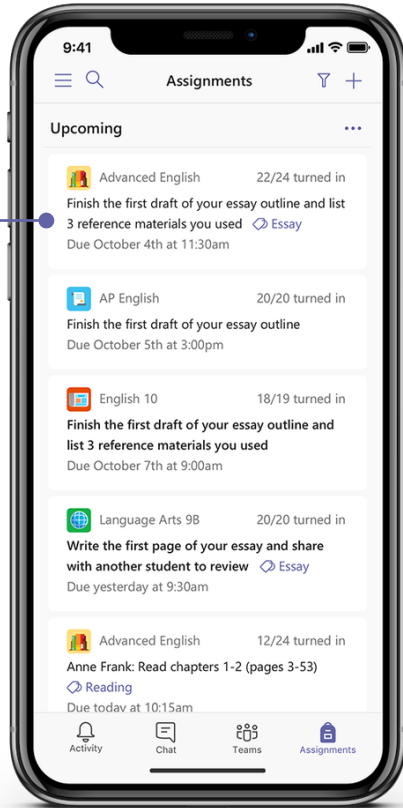 9:41
Assignments
Upcoming
Advanced English 22/24 turned in
Finish the first draft of your essay outline and list
3 reference materials you used Essay
Due October 4th at 11:30am
AP English 20/20 turned in
Finish the first draft of your essay outline
Due October 5th at 3:00pm
English 10 18/19 turned in
Finish the first draft of your essay outline and
list 3 reference materials you used
Due October 7th at 9:00am
Language Arts 9B 20/20 turned in
Write the first page of your essay and share
with another student to review Essay
Due yesterday at 9:30am
Advanced English 12/24 turned in
Anne Frank: Read chapters 1-2 (pages 3-53)
Reading
Due today at 10:15am
Activity Chat Teams Assignments